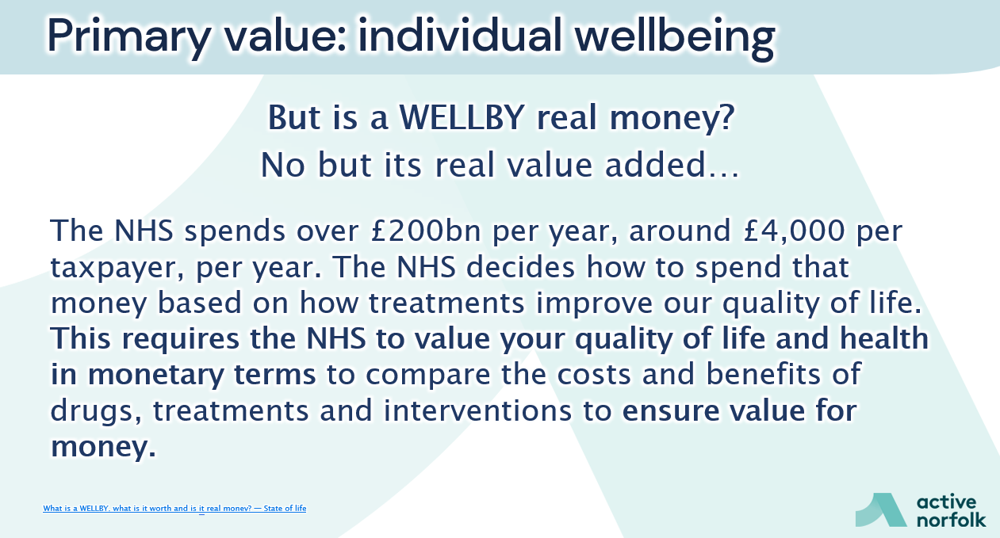 Primary value: individual wellbeing
But is a WELLBY real money?
No but its real value added...
The NHS spends over £200bn per year, around £4,000 per
taxpayer, per year. The NHS decides how to spend that
money based on how treatments improve our quality of life.
This requires the NHS to value your quality of life and health
in monetary terms to compare the costs and benefits of
drugs, treatments and interventions to ensure value for
money.
What is a WELLBY, what is it worth and is it real money? — State of life
active
norfolk